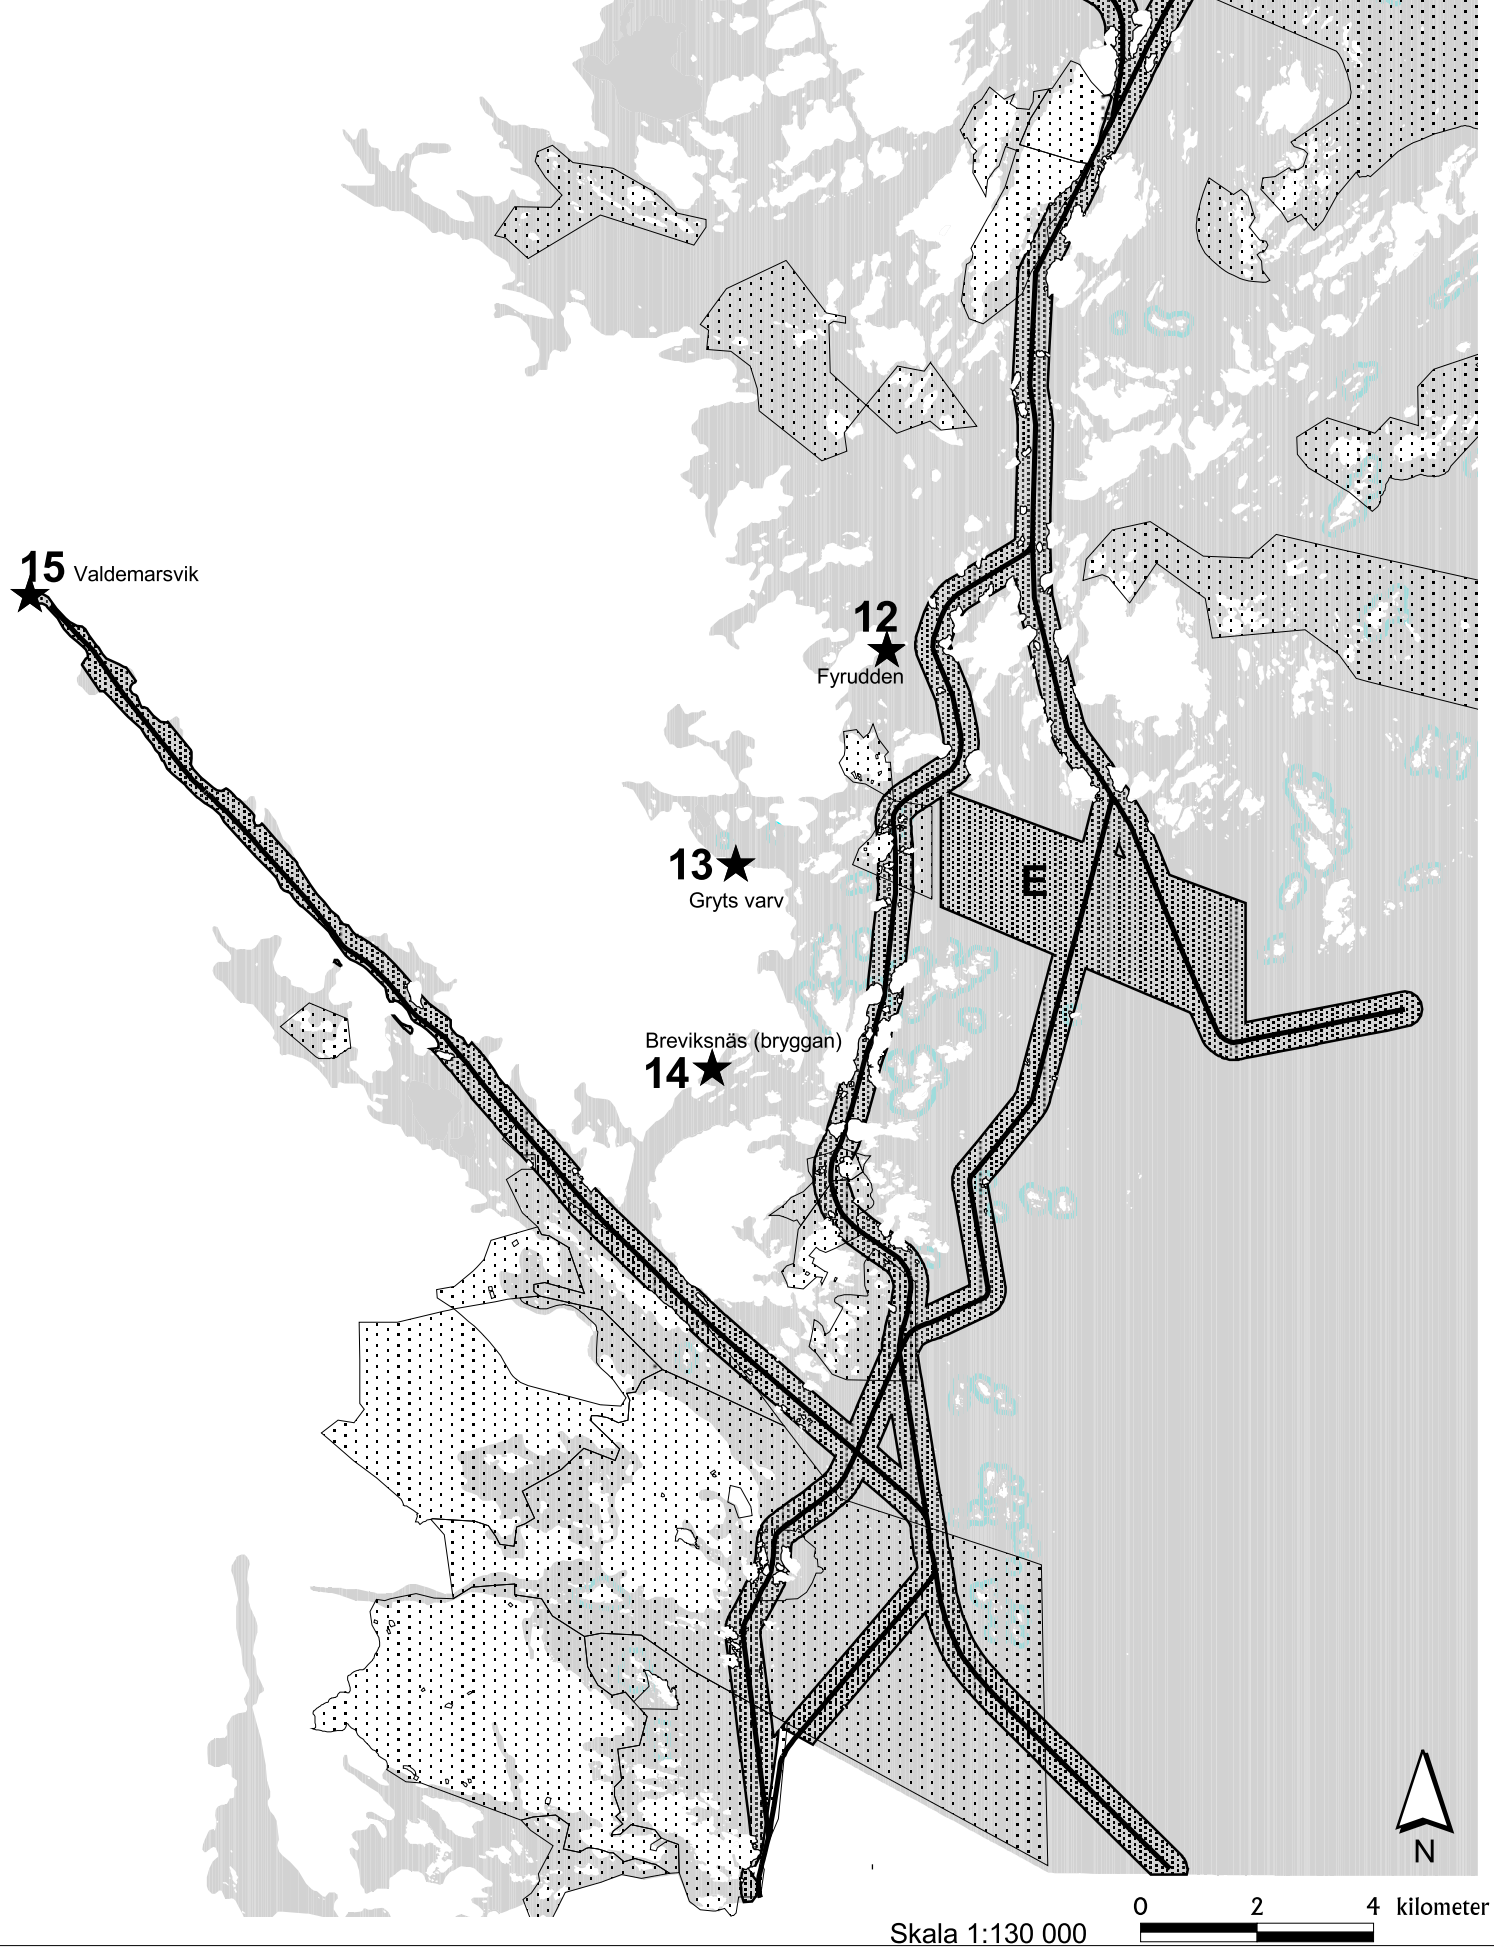 15 Valdemarsvik
12
Fyrudden
13
Gryts varv
E
Breviksnäs (bryggan)
14
N
0 2 4 kilometer
Skala 1:130 000